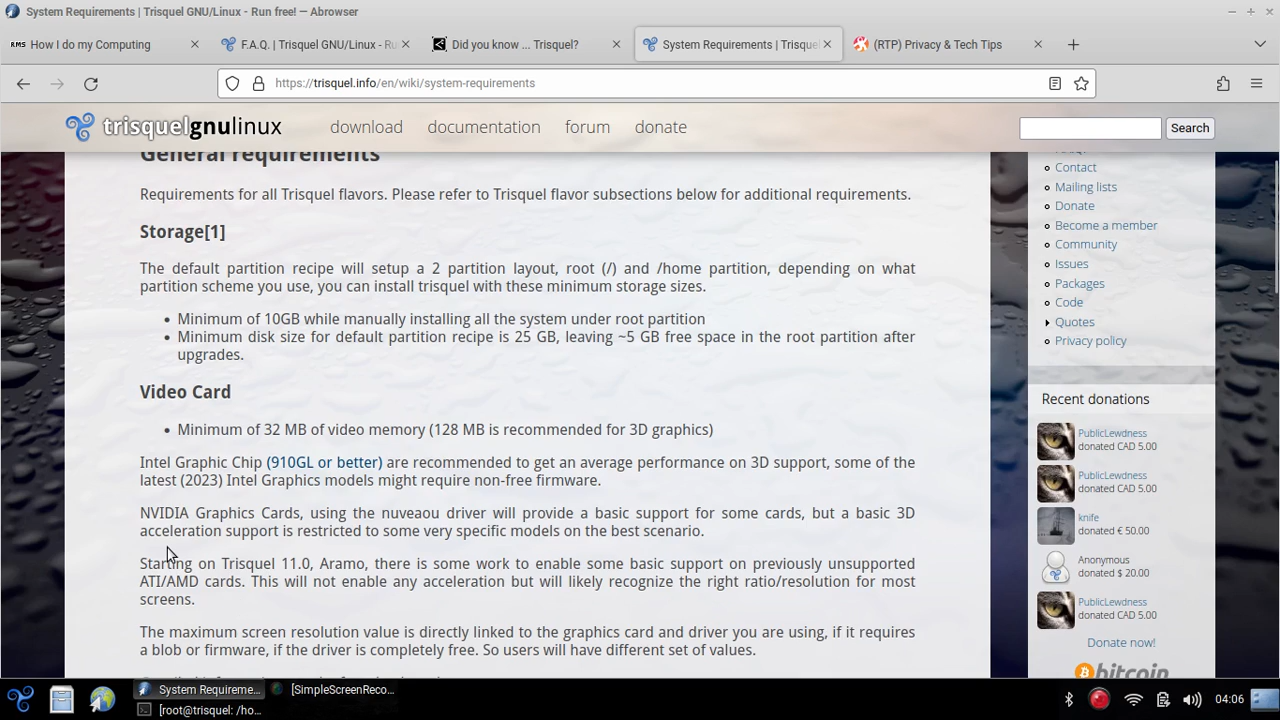 System Requirements | Trisquel GNU/Linux - Run free! — Abrowser
RMS How I do my Computing
F.A.Q. | Trisquel GNU/Linux - Ru
Did you know ... Trisquel?
System Requirements | Trisque
(RTP) Privacy & Tech Tips
https://trisquel.info/en/wiki/system-requirements
trisquelgnulinux
download
documentation
forum
donate
Search
General requirements
Requirements for all Trisquel flavors. Please refer to Trisquel flavor subsections below for additional requirements.
Storage[1]
The default partition recipe will setup a 2 partition layout, root (/) and /home partition, depending on what
partition scheme you use, you can install trisquel with these minimum storage sizes.
• Minimum of 10GB while manually installing all the system under root partition
• Minimum disk size for default partition recipe is 25 GB, leaving ~5 GB free space in the root partition after
upgrades.
Video Card
• Minimum of 32 MB of video memory (128 MB is recommended for 3D graphics)
Intel Graphic Chip (910GL or better) are recommended to get an average performance on 3D support, some of the
latest (2023) Intel Graphics models might require non-free firmware.
NVIDIA Graphics Cards, using the nuveaou driver will provide a basic support for some cards, but a basic 3D
acceleration support is restricted to some very specific models on the best scenario.
Starting on Trisquel 11.0, Aramo, there is some work to enable some basic support on previously unsupported
ATI/AMD cards. This will not enable any acceleration but will likely recognize the right ratio/resolution for most
screens.
The maximum screen resolution value is directly linked to the graphics card and driver you are using, if it requires
a blob or firmware, if the driver is completely free. So users will have different set of values.
Contact
Mailing lists
Donate
Become a member
Community
Issues
Packages
Code
Quotes
Privacy policy
Recent donations
PublicLewdness
donated CAD 5.00
PublicLewdness
donated CAD 5.00
knife
donated € 50.00
Anonymous
donated $ 20.00
PublicLewdness
donated CAD 5.00
Donate now!
bitcoin
System Requireme...
[SimpleScreenReco...
[root@trisquel: /ho...
04:06